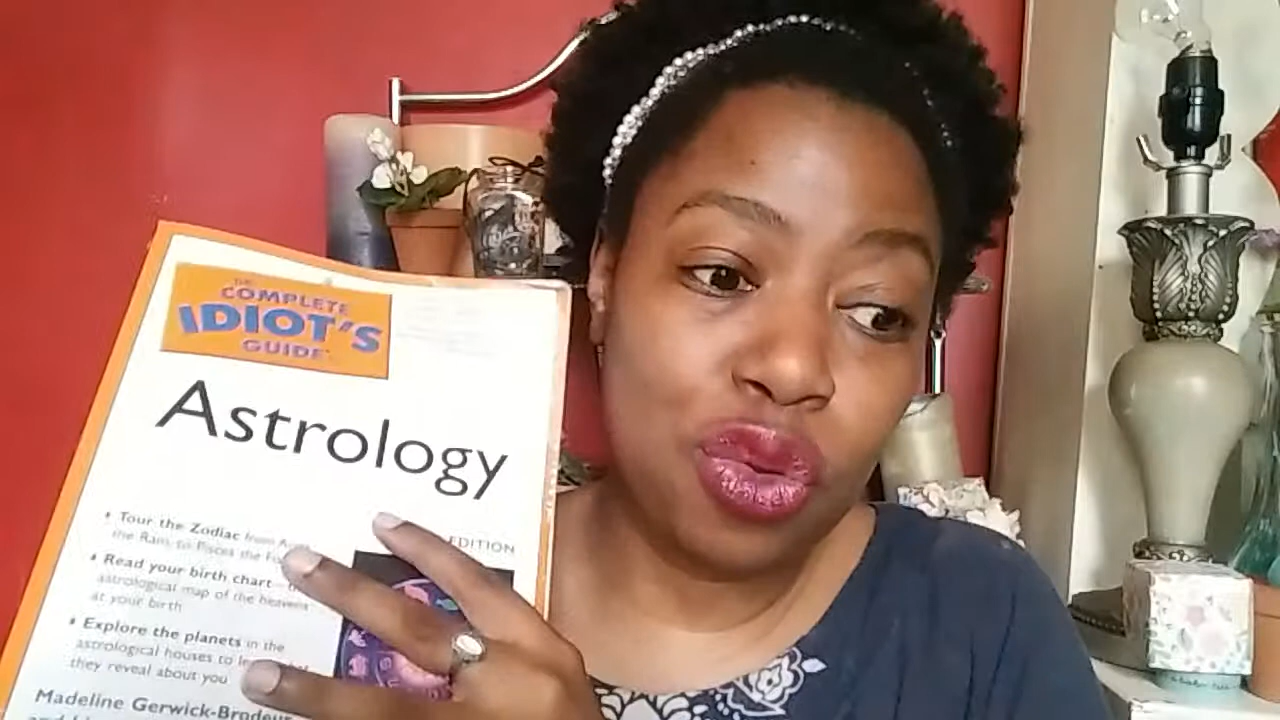 THE
COMPLETE
IDIOT'S
GUIDE
Astrology
EDITION
♦ Tour the Zodiac from
the Ram to Pisces the
♦ Read your birth chart—
astrological map of the heavens
at your birth
♦ Explore the planets in the
astrological houses to
they reveal about you
Madeline Gerwick-Brodeur